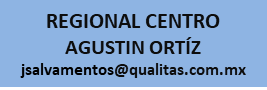 REGIONAL CENTRO
AGUSTIN ORTÍZ
jsalvamentos@qualitas.com.mx